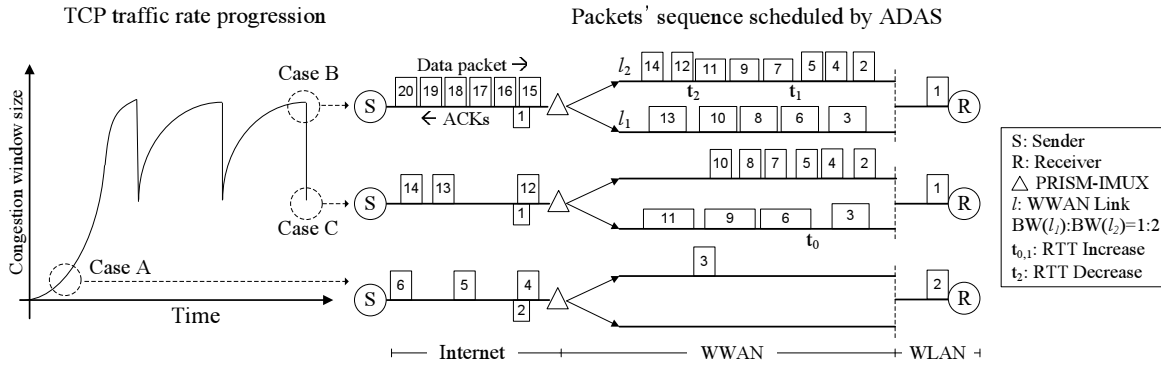 TCP traffic rate progression
Packets' sequence scheduled by ADAS
Congestion window size
Time
Case A
Case B
Case C
Data packet →
← ACKs
S
20 19 18 17 16 15
1
l2
14 12 11 9 7 5 4 2
t2 t1
l1
13 10 8 6 3
1
R
S
14 13 12
1
10 8 7 5 4 2
11 9 6 3
t0
1
R
S
6 5 4
2
3
2
R
Internet
WWAN
WLAN
S: Sender
R: Receiver
△ PRISM-IMUX
l: WWAN Link
BW(l1):BW(l2)=1:2
t0,1: RTT Increase
t2: RTT Decrease